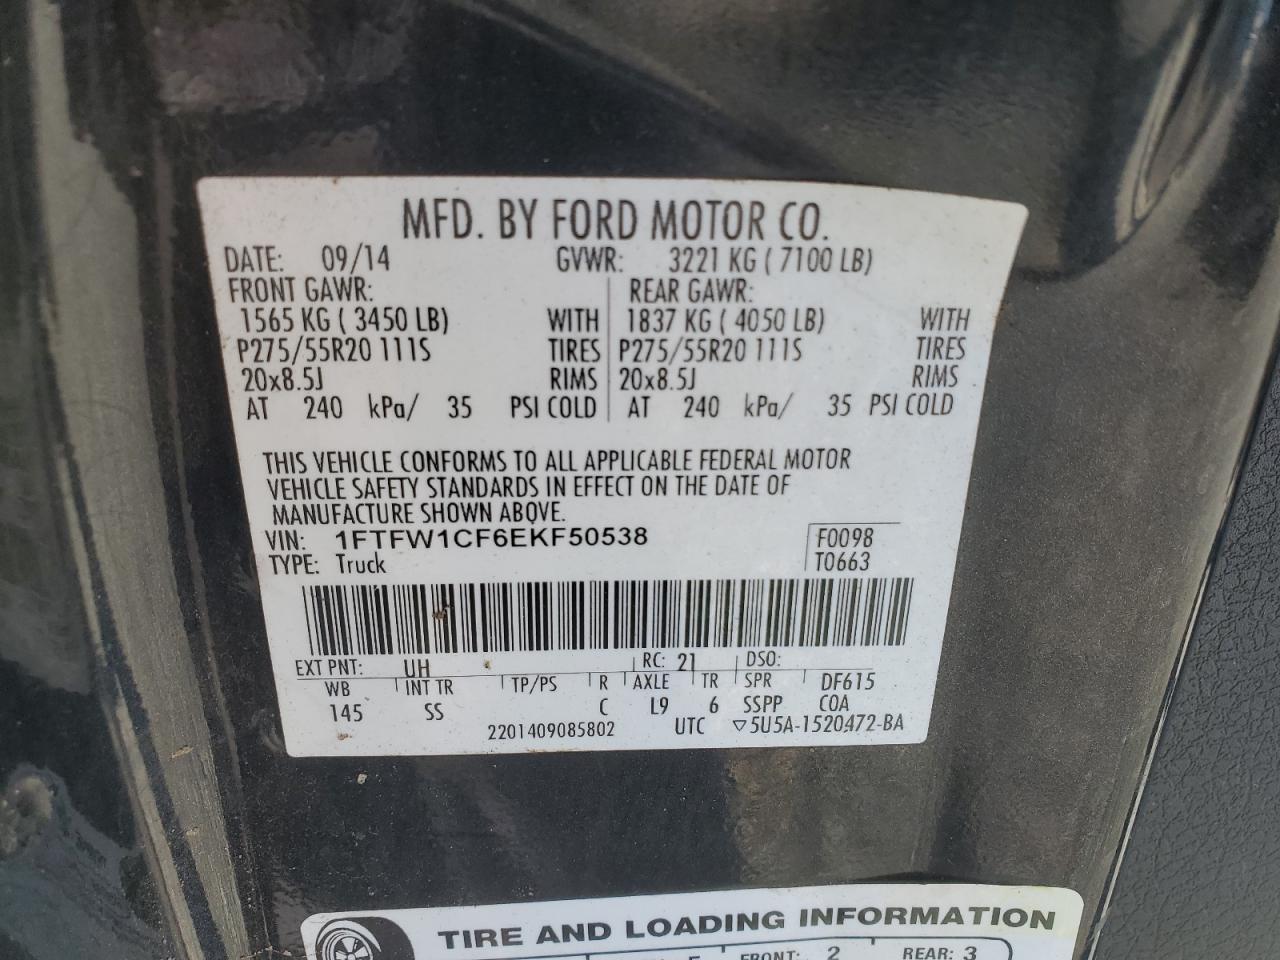 MFD. BY FORD MOTOR CO.
DATE: 09/14 GVWR: 3221 KG ( 7100 LB)
FRONT GAWR: REAR GAWR:
1565 KG ( 3450 LB) WITH 1837 KG ( 4050 LB) WITH
P275/55R20 111S TIRES P275/55R20 111S TIRES
20x8.5J RIMS 20x8.5J RIMS
AT 240 kPa/ 35 PSI COLD AT 240 kPa/ 35 PSI COLD
THIS VEHICLE CONFORMS TO ALL APPLICABLE FEDERAL MOTOR
VEHICLE SAFETY STANDARDS IN EFFECT ON THE DATE OF
MANUFACTURE SHOWN ABOVE.
VIN: 1FTFW1CF6EKF50538 F0098
TYPE: Truck T0663
EXT PNT: UH RC: 21 DSO:
WB INT TR TP/PS R AXLE TR SPR DF615
145 SS C L9 6 SSPP COA
2201409085802 UTC ▽5U5A-1520472-BA
TIRE AND LOADING INFORMATION
FRONT: 2 REAR: 3